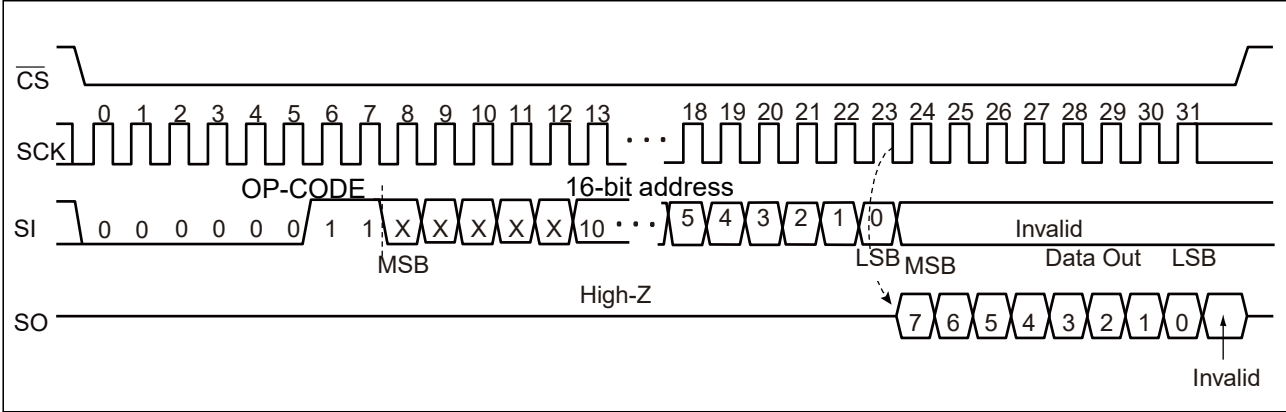 CS
0 1 2 3 4 5 6 7 8 9 10 11 12 13 18 19 20 21 22 23 24 25 26 27 28 29 30 31
SCK ···
OP-CODE 16-bit address
SI 0 0 0 0 0 0 1 1 X X X X X 10 ··· 5 4 3 2 1 0 Invalid
MSB LSB MSB Data Out LSB
High-Z
SO 7 6 5 4 3 2 1 0
Invalid